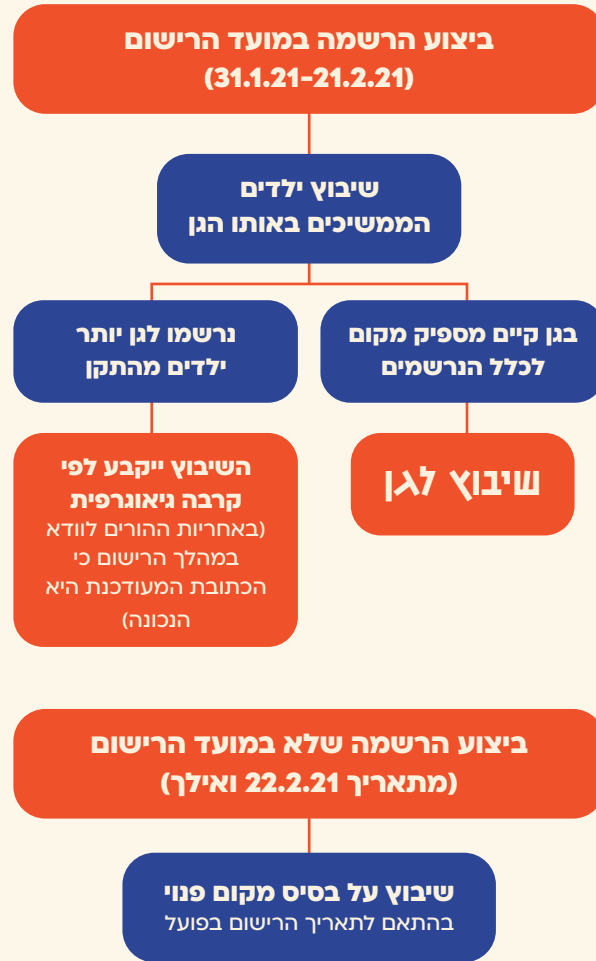 ביצוע הרשמה במועד הרישום
(31.1.21-21.2.21)
שיבוץ ילדים
הממשיכים באותו הגן
בגן קיים מספיק מקום
לכלל הנרשמים
שיבוץ לגן
נרשמו לגן יותר
ילדים מהתקן
השיבוץ ייקבע לפי
קרבה גיאוגרפית
(באחריות ההורים לוודא
במהלך הרישום כי
הכתובת המעודכנת היא
הנכונה)
ביצוע הרשמה שלא במועד הרישום
(מתאריך 22.2.21 ואילך)
שיבוץ על בסיס מקום פנוי
בהתאם לתאריך הרישום בפועל